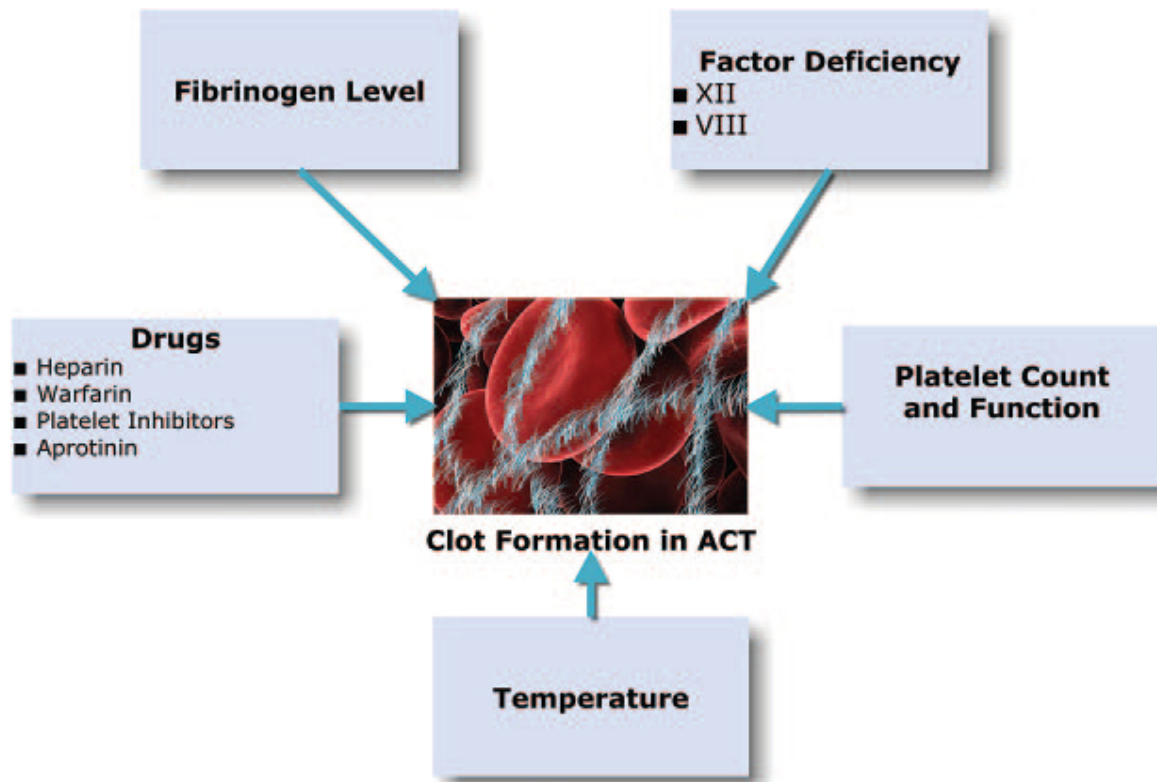 Fibrinogen Level
Factor Deficiency
■ XII
■ VIII
Drugs
■ Heparin
■ Warfarin
■ Platelet Inhibitors
■ Aprotinin
Platelet Count
and Function
Clot Formation in ACT
Temperature